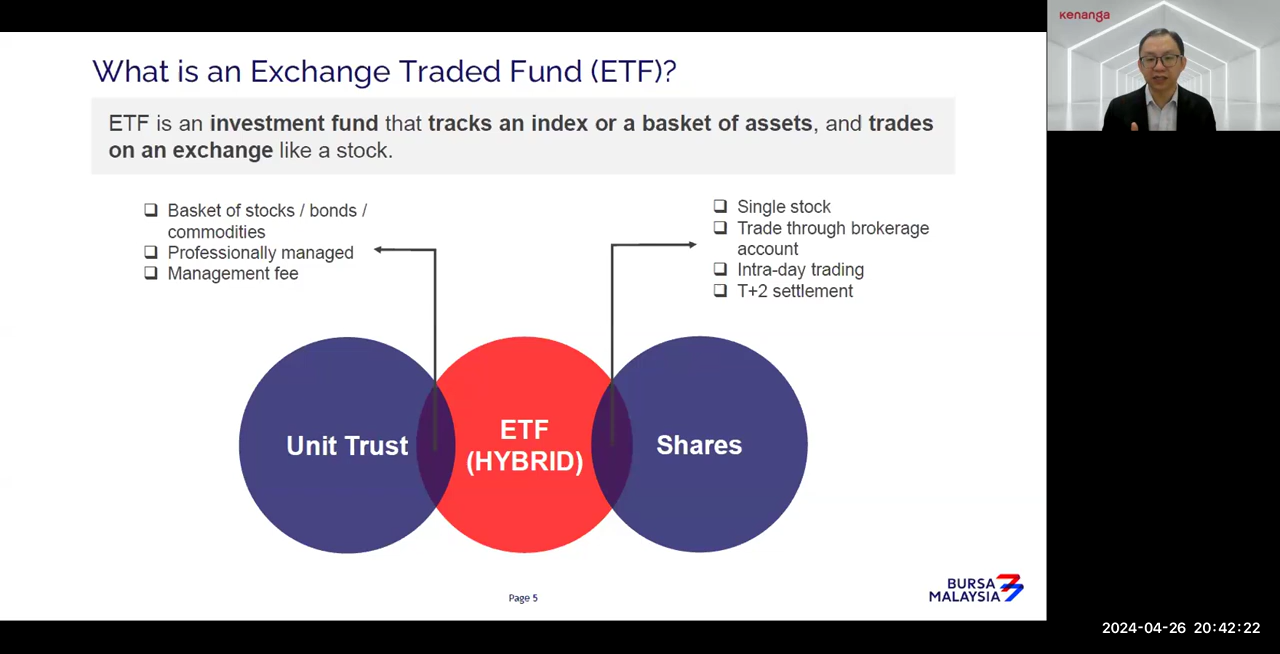 What is an Exchange Traded Fund (ETF)?
ETF is an investment fund that tracks an index or a basket of assets, and trades
on an exchange like a stock.
❑ Basket of stocks / bonds /
commodities
❑ Professionally managed
❑ Management fee
❑ Single stock
❑ Trade through brokerage
account
❑ Intra-day trading
❑ T+2 settlement
Unit Trust
ETF
(HYBRID)
Shares
Page 5
BURSA
MALAYSIA
kenanga
2024-04-26 20:42:22